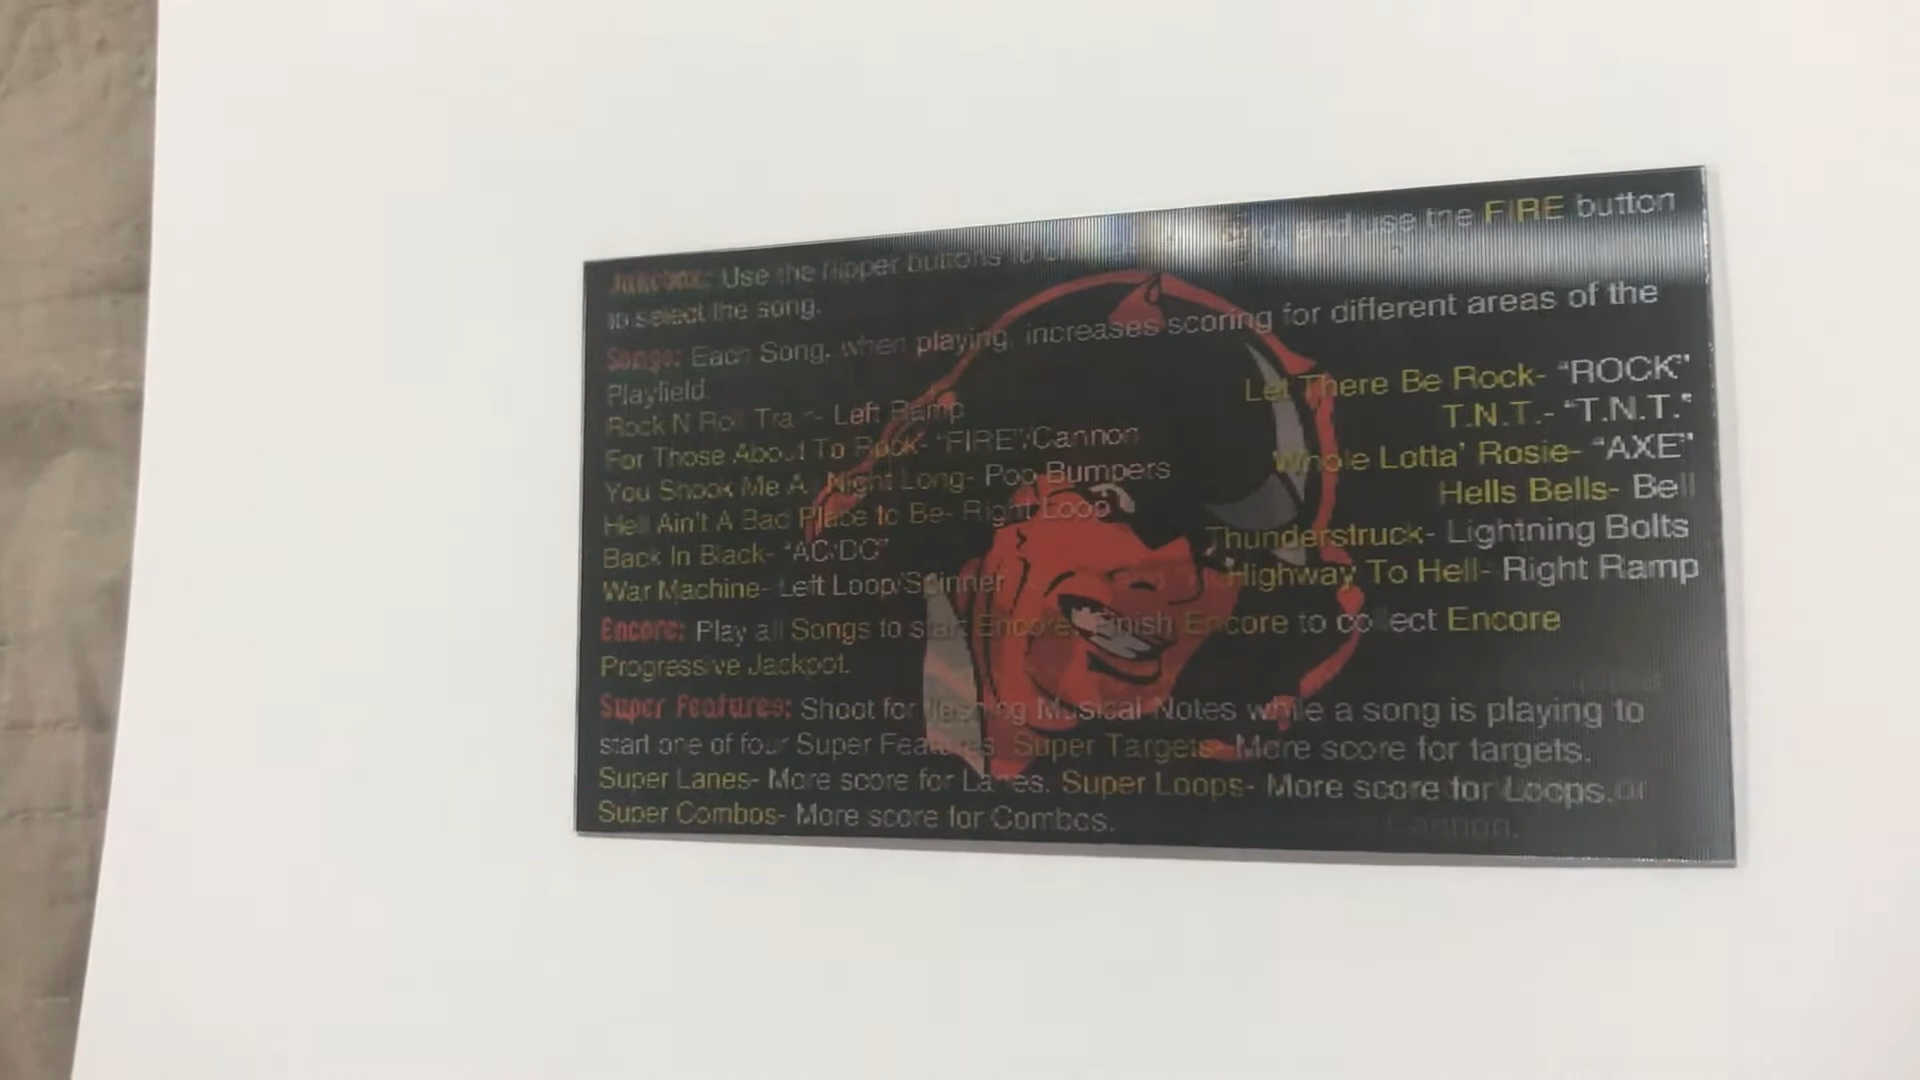 Jukebox: Use the flipper buttons to and use the FIRE button
to select the song.
Songs: Each Song, when playing, increases scoring for different areas of the
Playfield.
Rock N Roll Train- Left Ramp
For Those About To Rock- "FIRE"/Cannon
You Shook Me All Night Long- Pop Bumpers
Hell Ain't A Bad Place to Be- Right Loop
Back In Black- "AC/DC"
War Machine- Left Loop/Spinner
Let There Be Rock- "ROCK"
T.N.T.- "T.N.T."
Whole Lotta' Rosie- "AXE"
Hells Bells- Bell
Thunderstruck- Lightning Bolts
Highway To Hell- Right Ramp
Encore: Play all Songs to start Encore. Finish Encore to collect Encore
Progressive Jackpot.
Super Features: Shoot for flashing Musical Notes while a song is playing to
start one of four Super Features. Super Targets- More score for targets.
Super Lanes- More score for Lanes. Super Loops- More score for Loops. or
Super Combos- More score for Combos.
Cannon.